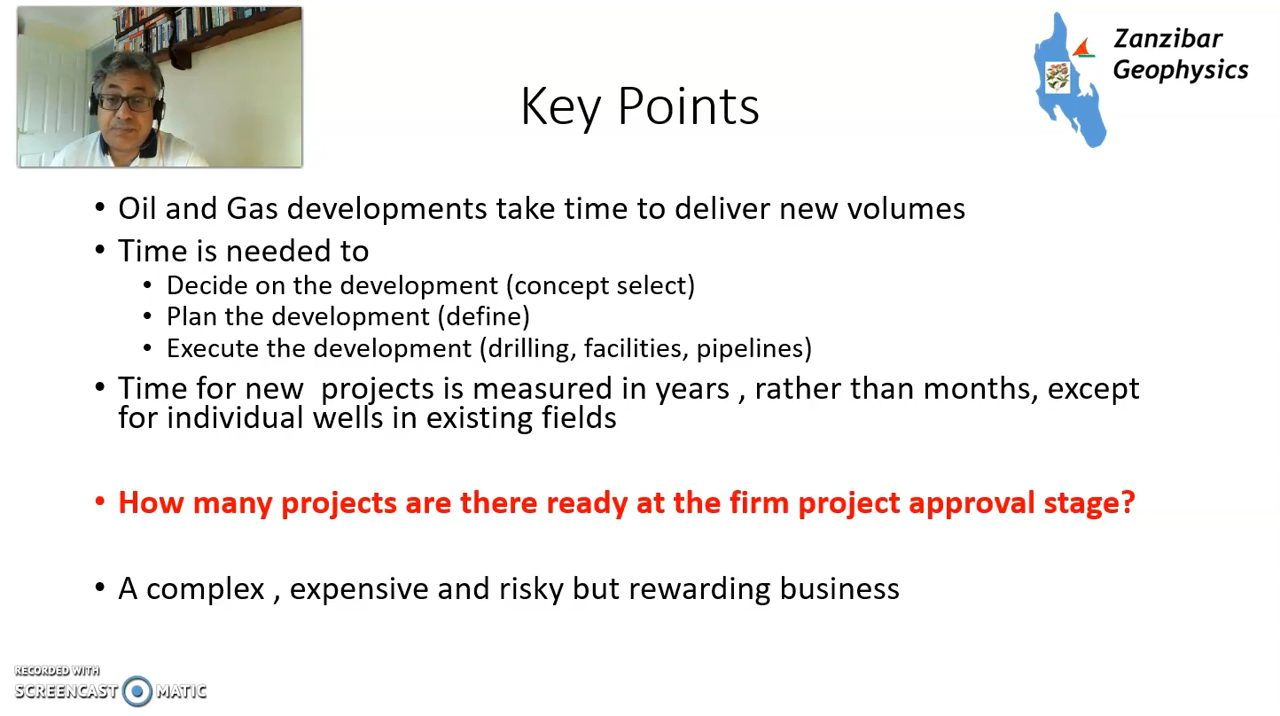 Zanzibar
Geophysics
Key Points
• Oil and Gas developments take time to deliver new volumes
• Time is needed to
• Decide on the development (concept select)
• Plan the development (define)
• Execute the development (drilling, facilities, pipelines)
• Time for new  projects is measured in years , rather than months, except
for individual wells in existing fields
• How many projects are there ready at the firm project approval stage?
• A complex , expensive and risky but rewarding business
RECORDED WITH
SCREENCAST MATIC